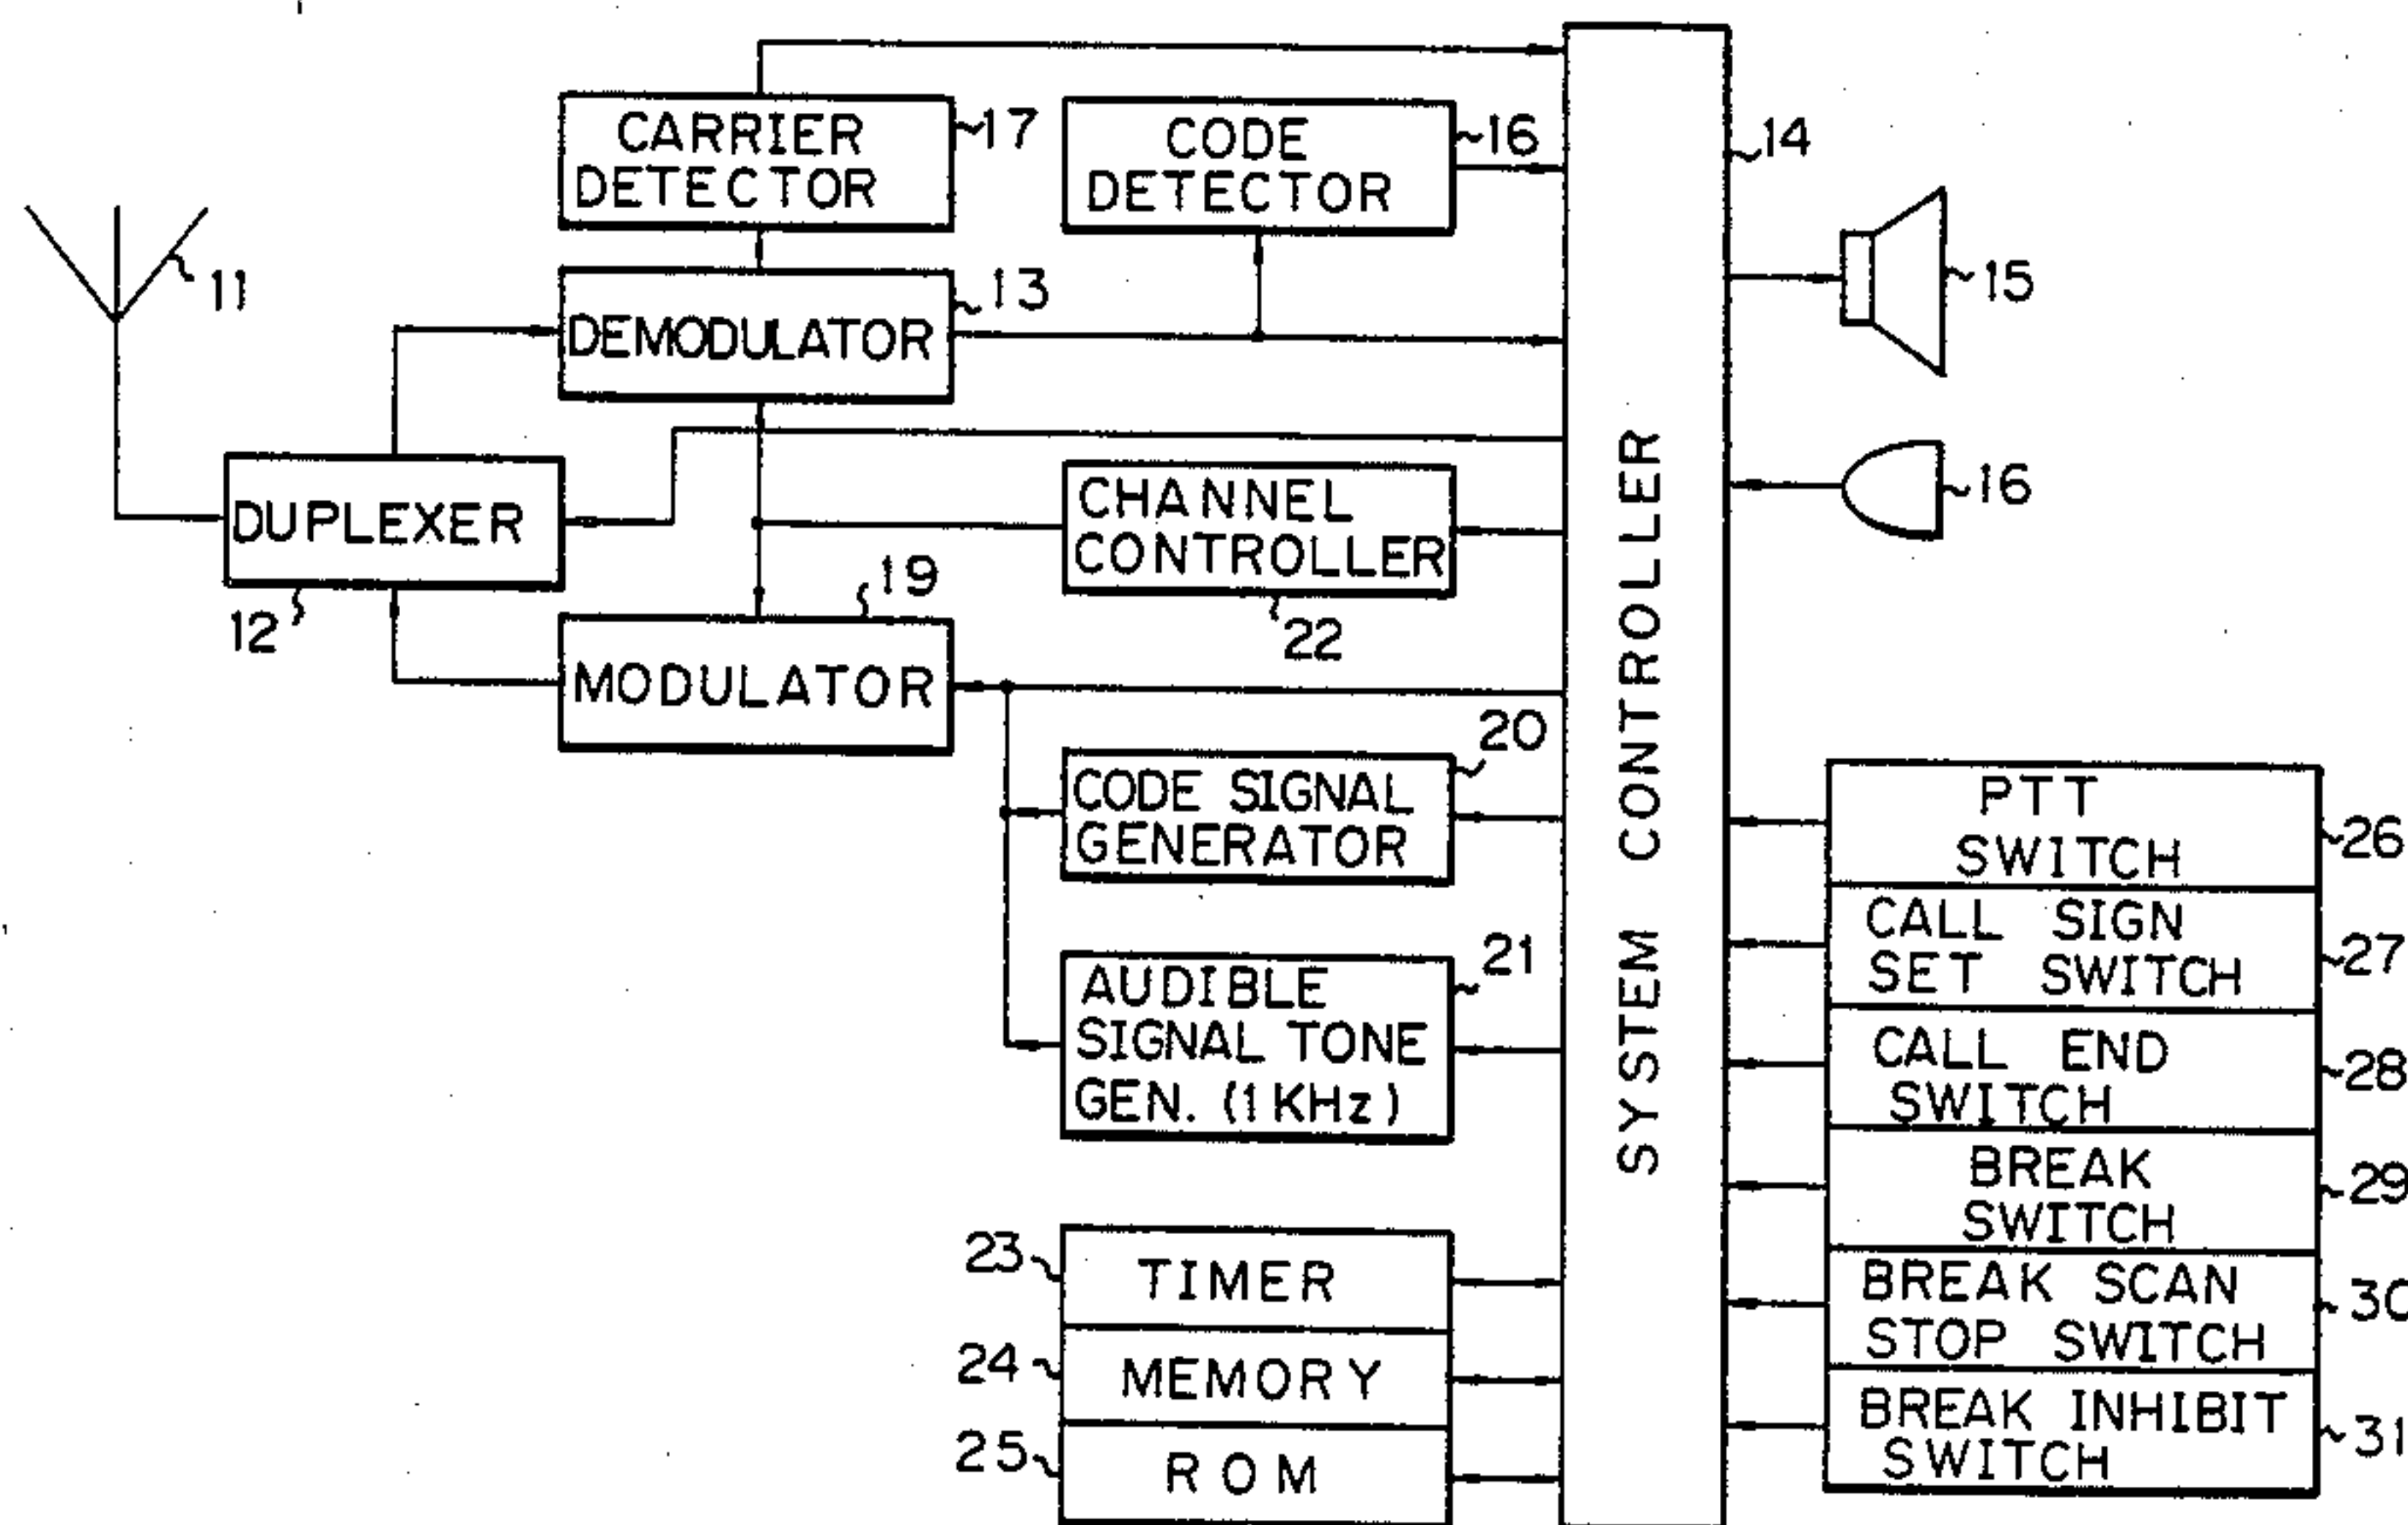 CARRIER
DETECTOR
17
CODE
DETECTOR
16
14
11
DEMODULATOR
13
15
DUPLEXER
12
CHANNEL
CONTROLLER
22
16
MODULATOR
19
SYSTEM CONTROLLER
CODE SIGNAL
GENERATOR
20
AUDIBLE
SIGNAL TONE
GEN. (1KHz)
21
23
TIMER
24
MEMORY
25
ROM
PTT
SWITCH
26
CALL SIGN
SET SWITCH
27
CALL END
SWITCH
28
BREAK
SWITCH
29
BREAK SCAN
STOP SWITCH
30
BREAK INHIBIT
SWITCH
31